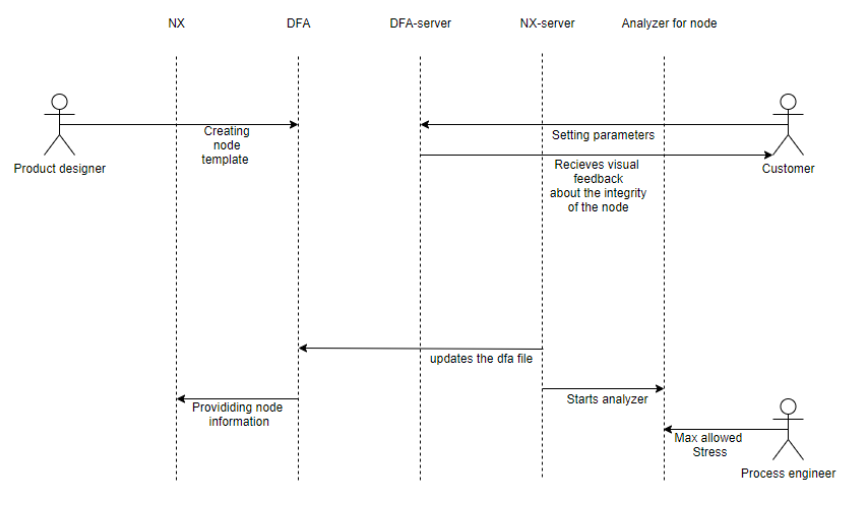 NX
DFA
DFA-server
NX-server
Analyzer for node
Creating
node
template
Setting parameters
Product designer
Recieves visual
feedback
about the integrity
of the node
Customer
updates the dfa file
Provididing node
information
Starts analyzer
Max allowed
Stress
Process engineer